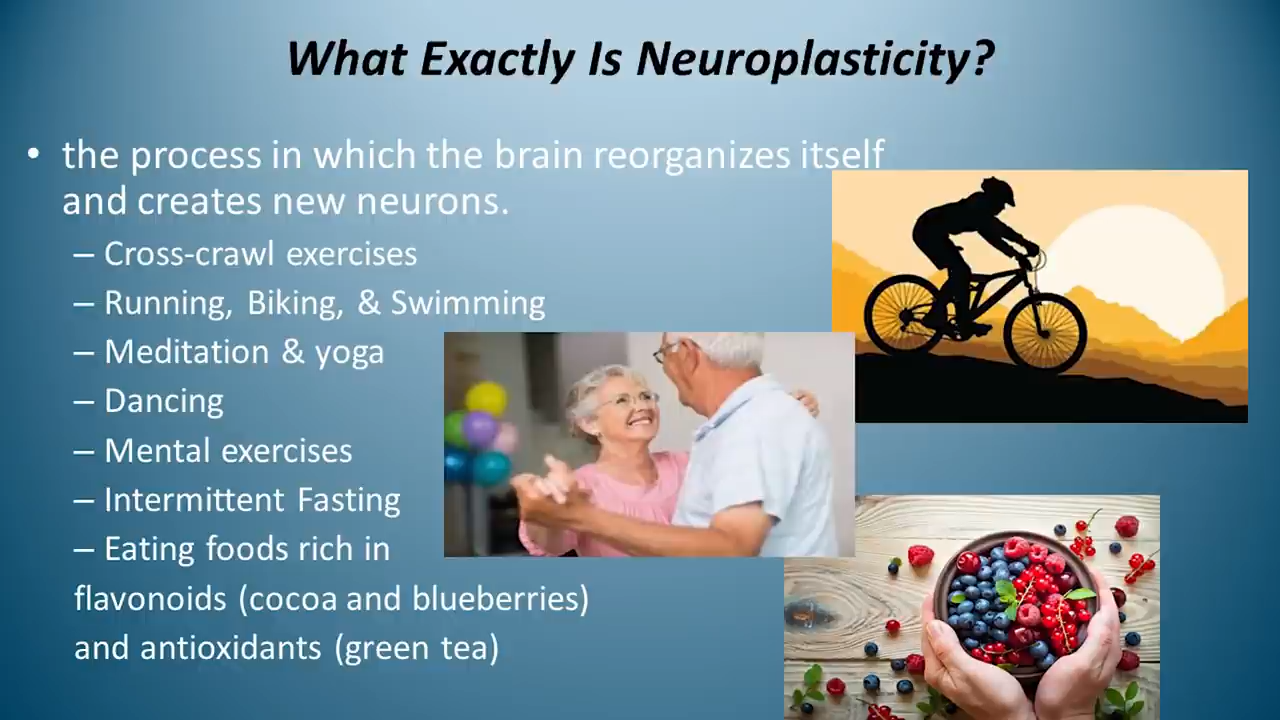 What Exactly Is Neuroplasticity?
• the process in which the brain reorganizes itself
and creates new neurons.
– Cross-crawl exercises
– Running, Biking, & Swimming
– Meditation & yoga
– Dancing
– Mental exercises
– Intermittent Fasting
– Eating foods rich in
flavonoids (cocoa and blueberries)
and antioxidants (green tea)